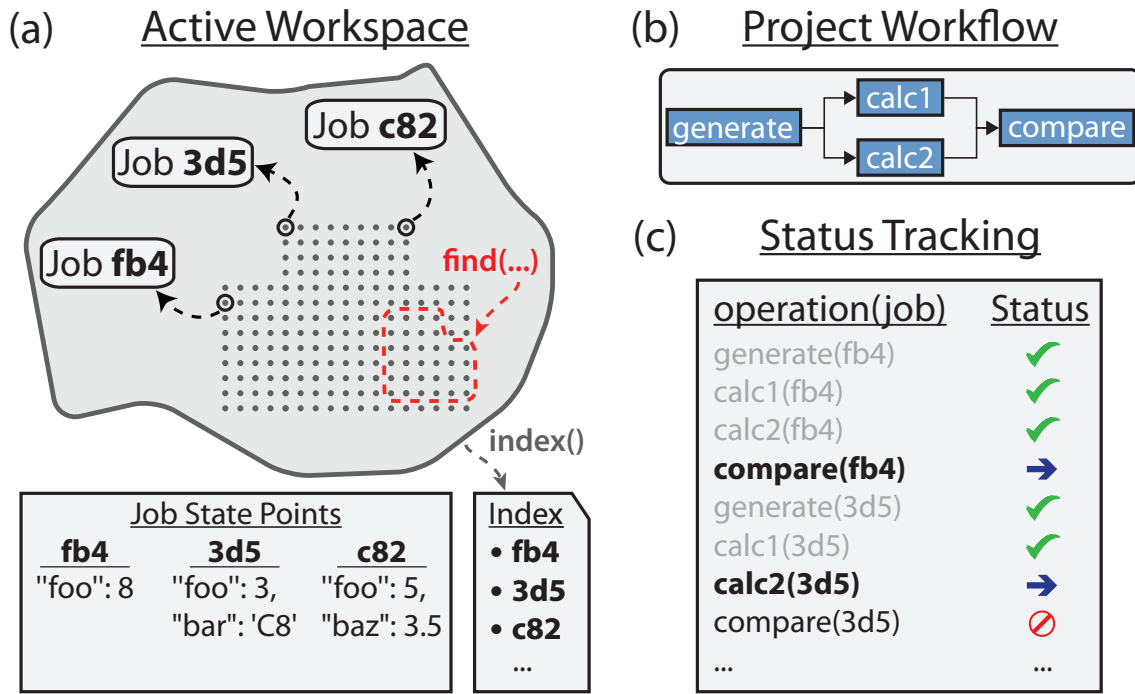 (a) Active Workspace
Job c82
Job 3d5
Job fb4
find(...)
index()
Job State Points
fb4 3d5 c82
"foo": 8 "foo": 3, "foo": 5,
"bar": 'C8' "baz": 3.5
Index
• fb4
• 3d5
• c82
...
(b) Project Workflow
generate calc1 calc2 compare
(c) Status Tracking
operation(job) Status
generate(fb4)
calc1(fb4)
calc2(fb4)
compare(fb4)
generate(3d5)
calc1(3d5)
calc2(3d5)
compare(3d5)
... ...